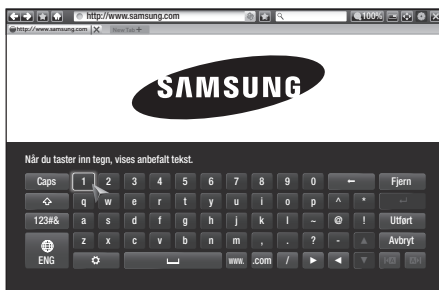 http://www.samsung.com 100%
http://www.samsung.com New Tab +
SAMSUNG
Når du taster inn tegn, vises anbefalt tekst.
Caps 1 2 3 4 5 6 7 8 9 0 ← Fjern
q w e r t y u i o p ^ *
123#& a s d f g h j k l ~ @ ! Utført
z x c v b n m , . ? - ▲ Avbryt
ENG www. .com / ► ◄ ▼